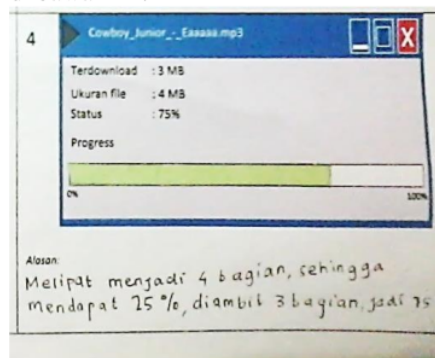 4
Cowboy_Junior_-_Eaaaaa.mp3
X
Terdownload : 3 MB
Ukuran file : 4 MB
Status : 75%
Progress
0% 100%
Alasan:
Melipat menjadi 4 bagian, sehingga
mendapat 25 %, diambil 3 bagian, jadi 75